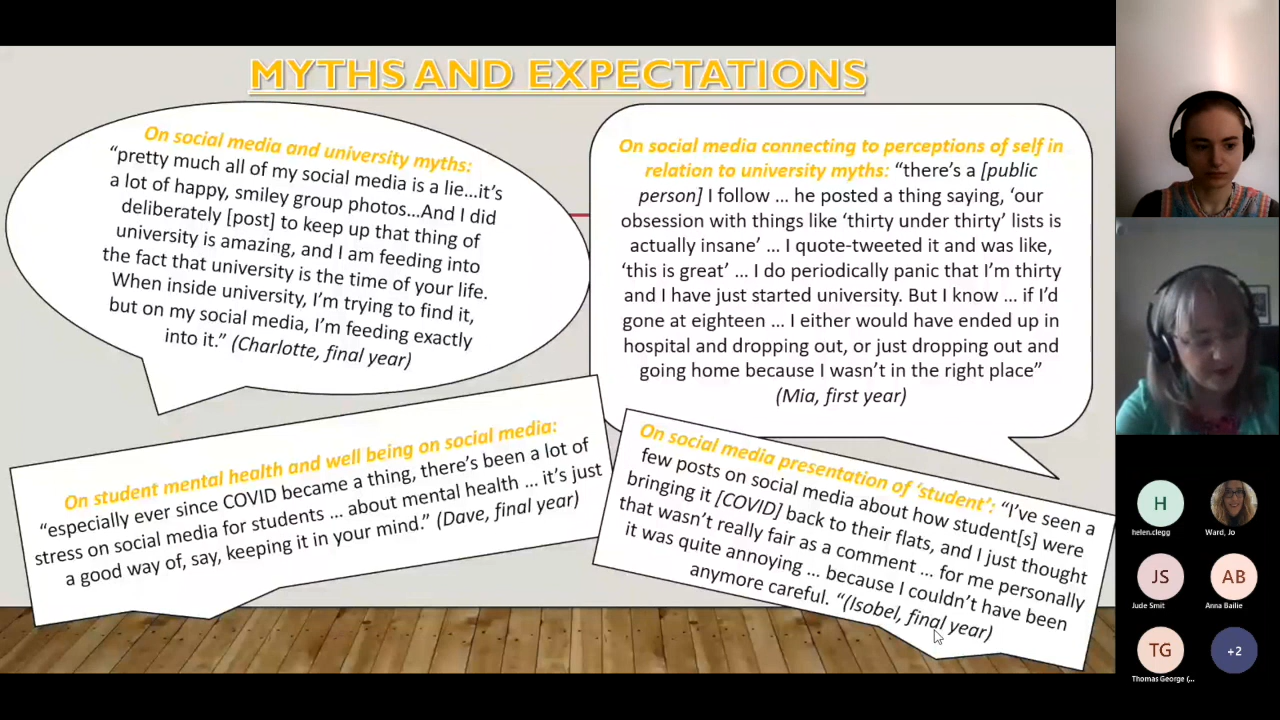 MYTHS AND EXPECTATIONS
On social media and university myths:
“pretty much all of my social media is a lie…it’s
a lot of happy, smiley group photos…And I did
deliberately [post] to keep up that thing of
university is amazing, and I am feeding into
the fact that university is the time of your life.
When inside university, I’m trying to find it,
but on my social media, I’m feeding exactly
into it.” (Charlotte, final year)
On social media connecting to perceptions of self in
relation to university myths: “there’s a [public
person] I follow … he posted a thing saying, ‘our
obsession with things like ‘thirty under thirty’ lists is
actually insane’ … I quote-tweeted it and was like,
‘this is great’ … I do periodically panic that I’m thirty
and I have just started university. But I know … if I’d
gone at eighteen … I either would have ended up in
hospital and dropping out, or just dropping out and
going home because I wasn’t in the right place”
(Mia, first year)
On student mental health and well being on social media:
“especially ever since COVID became a thing, there’s been a lot of
stress on social media for students … about mental health … it’s just
a good way of, say, keeping it in your mind.” (Dave, final year)
On social media presentation of ‘student’: “I’ve seen a
few posts on social media about how student[s] were
bringing it [COVID] back to their flats, and I just thought
that wasn’t really fair as a comment … for me personally
it was quite annoying … because I couldn’t have been
anymore careful. “(Isobel, final year)
H
helen.clegg
Ward, Jo
JS
Jude Smit
AB
Anna Bailie
TG
Thomas George (...
+2